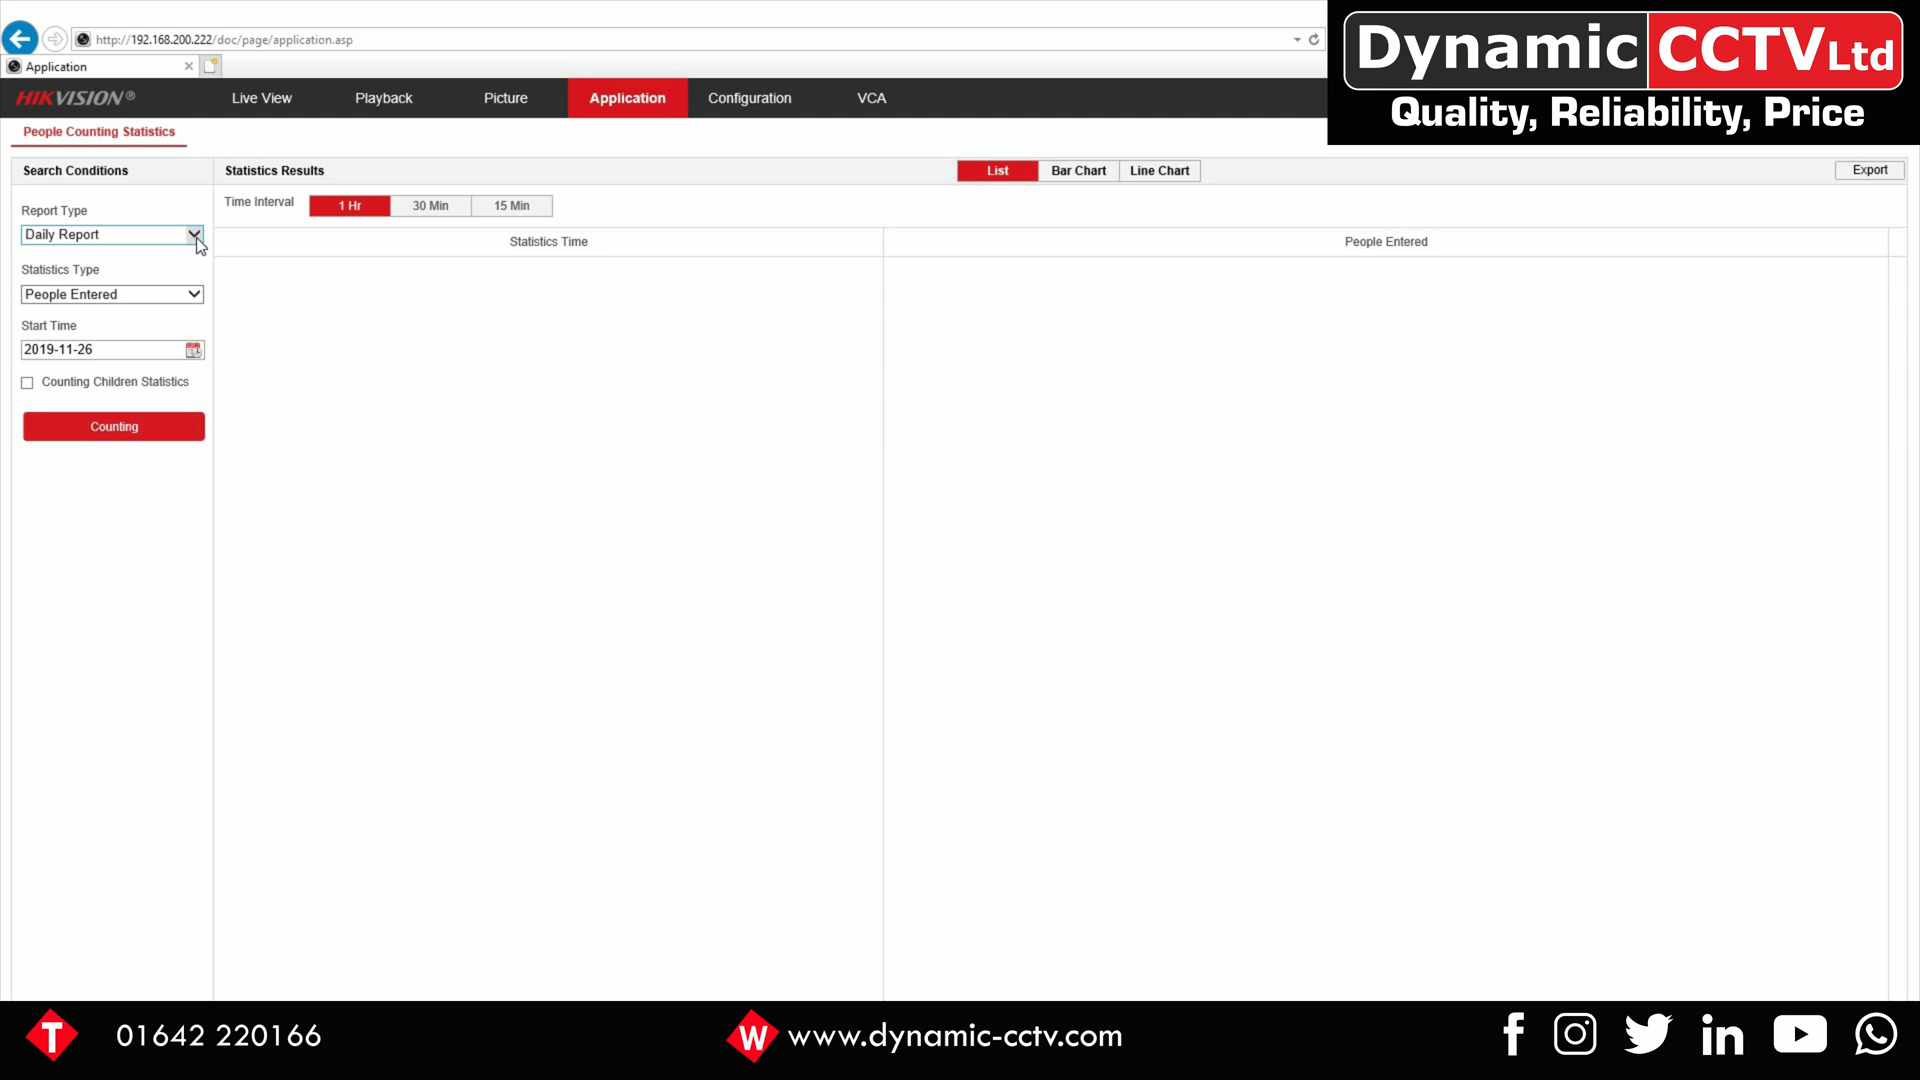 http://192.168.200.222/doc/page/application.asp
Application
HIKVISION®
Live View
Playback
Picture
Application
Configuration
VCA
Dynamic CCTV Ltd
Quality, Reliability, Price
People Counting Statistics
Search Conditions
Statistics Results
List
Bar Chart
Line Chart
Export
Report Type
Daily Report
Time Interval
1 Hr
30 Min
15 Min
Statistics Time
People Entered
Statistics Type
People Entered
Start Time
2019-11-26
Counting Children Statistics
Counting
T
01642 220166
W
www.dynamic-cctv.com